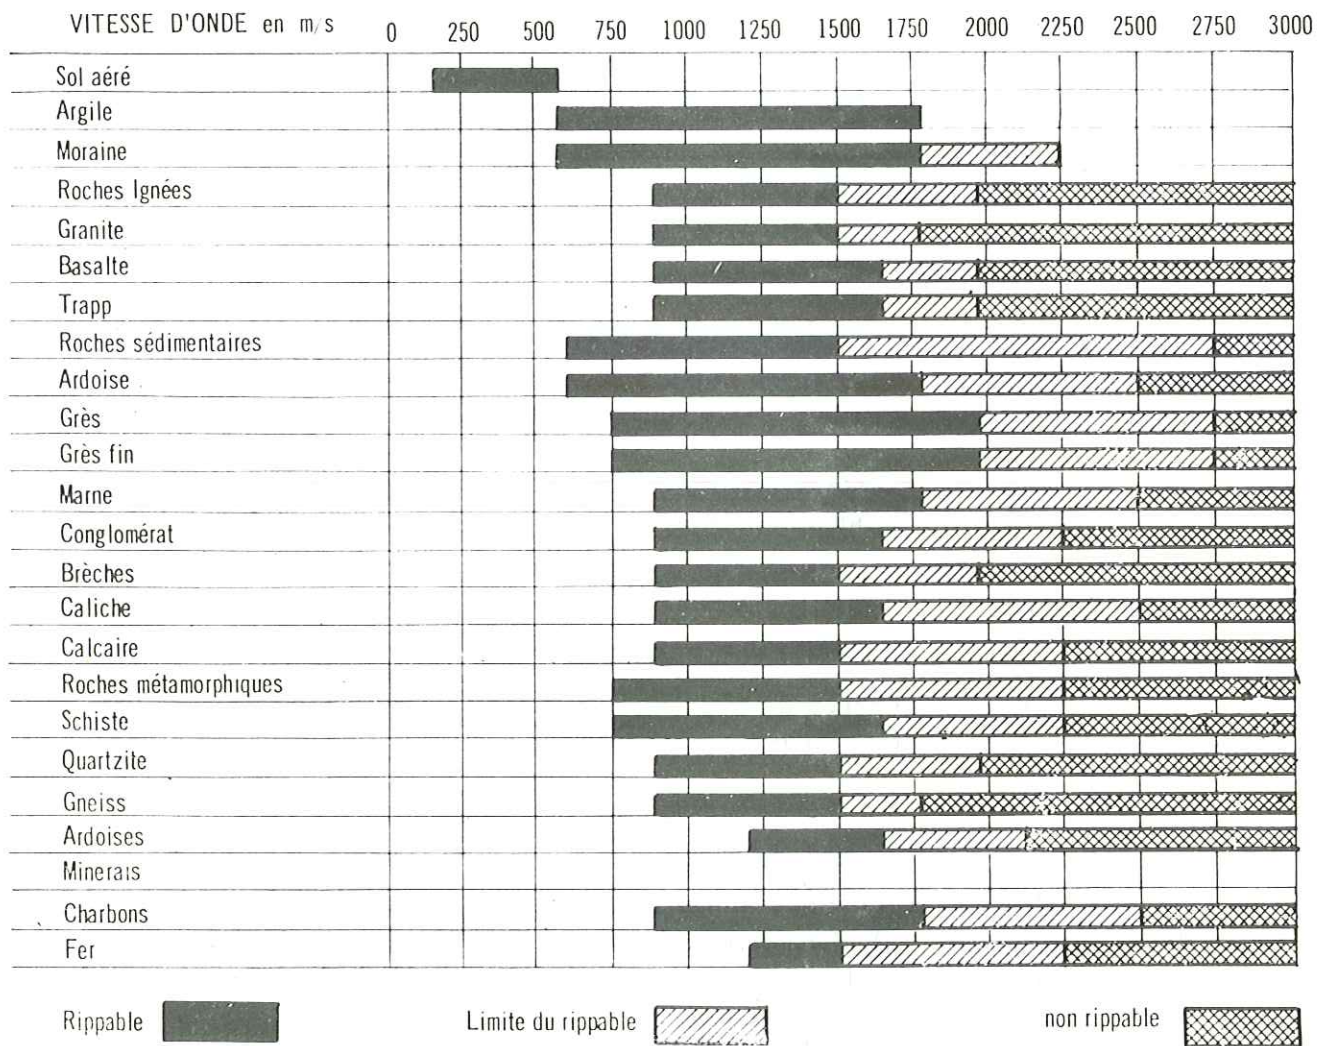 VITESSE D'ONDE en m/s 0 250 500 750 1000 1250 1500 1750 2000 2250 2500 2750 3000
Sol aéré
Argile
Moraine
Roches Ignées
Granite
Basalte
Trapp
Roches sédimentaires
Ardoise
Grès
Grès fin
Marne
Conglomérat
Brèches
Caliche
Calcaire
Roches métamorphiques
Schiste
Quartzite
Gneiss
Ardoises
Minerais
Charbons
Fer
Rippable Limite du rippable non rippable